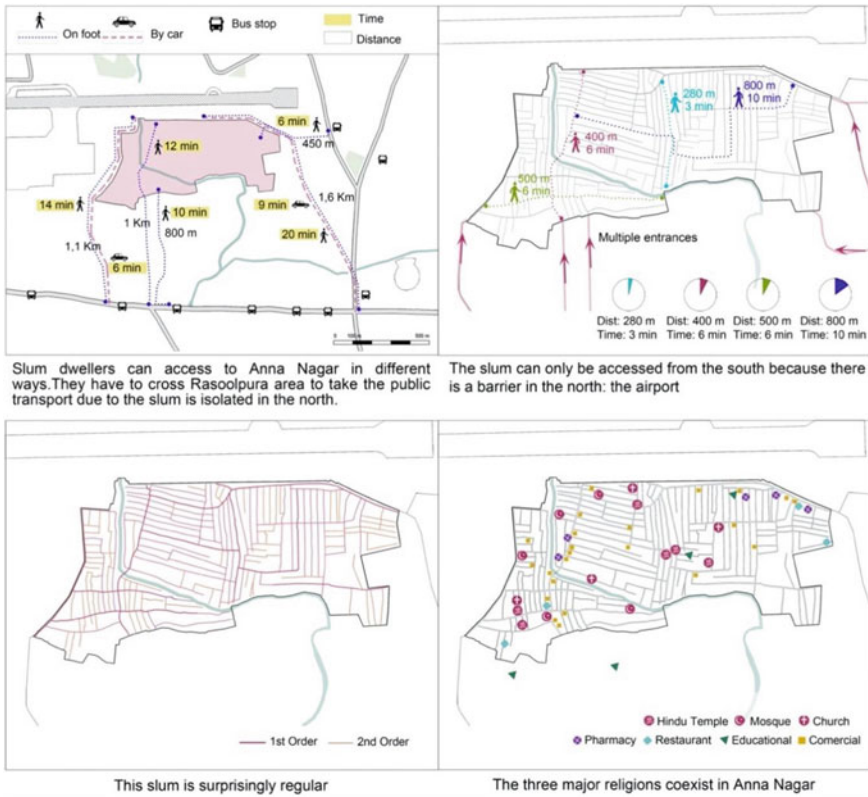 Bus stop
Time
On foot
By car
Distance
6 min
12 min
450 m
14 min
10 min
9 min
1,6 Km
1 Km
800 m
20 min
1,1 Km
6 min
0 100 m 500 m
Slum dwellers can access to Anna Nagar in different
ways.They have to cross Rasoolpura area to take the public
transport due to the slum is isolated in the north.
280 m
3 min
800 m
10 min
400 m
6 min
500 m
6 min
Multiple entrances
Dist: 280 m
Time: 3 min
Dist: 400 m
Time: 6 min
Dist: 500 m
Time: 6 min
Dist: 800 m
Time: 10 min
The slum can only be accessed from the south because there
is a barrier in the north: the airport
1st Order
2nd Order
This slum is surprisingly regular
Hindu Temple
Mosque
Church
Pharmacy
Restaurant
Educational
Comercial
The three major religions coexist in Anna Nagar